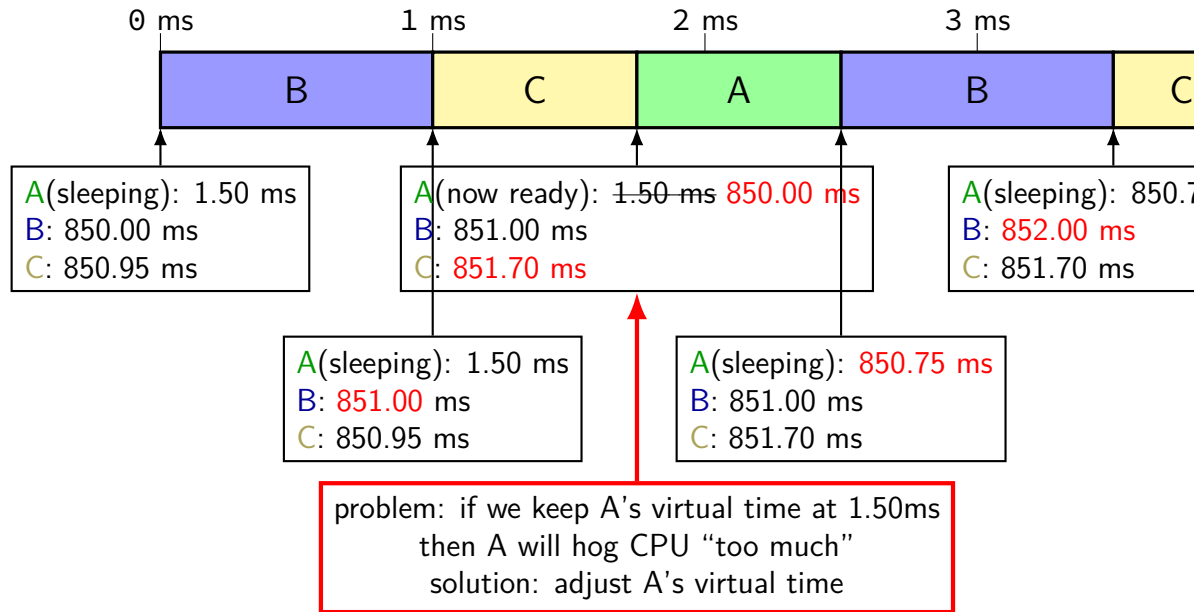 0 ms 1 ms 2 ms 3 ms
B C A B C
A(sleeping): 1.50 ms
B: 850.00 ms
C: 850.95 ms
A(now ready): 1.50 ms 850.00 ms
B: 851.00 ms
C: 851.70 ms
A(sleeping): 850.7
B: 852.00 ms
C: 851.70 ms
A(sleeping): 1.50 ms
B: 851.00 ms
C: 850.95 ms
A(sleeping): 850.75 ms
B: 851.00 ms
C: 851.70 ms
problem: if we keep A's virtual time at 1.50ms
then A will hog CPU “too much”
solution: adjust A's virtual time